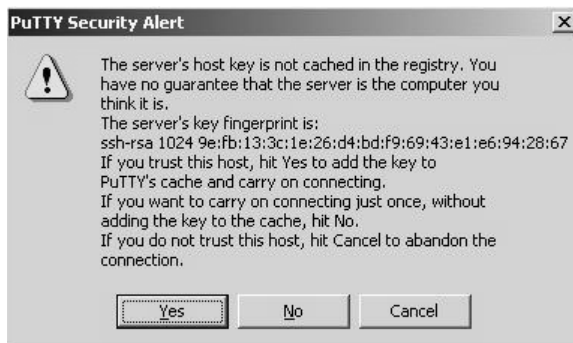 PuTTY Security Alert
The server's host key is not cached in the registry. You
have no guarantee that the server is the computer you
think it is.
The server's key fingerprint is:
ssh-rsa 1024 9e:fb:13:3c:1e:26:d4:bd:f9:69:43:e1:e6:94:28:67
If you trust this host, hit Yes to add the key to
PuTTY's cache and carry on connecting.
If you want to carry on connecting just once, without
adding the key to the cache, hit No.
If you do not trust this host, hit Cancel to abandon the
connection.
Yes No Cancel